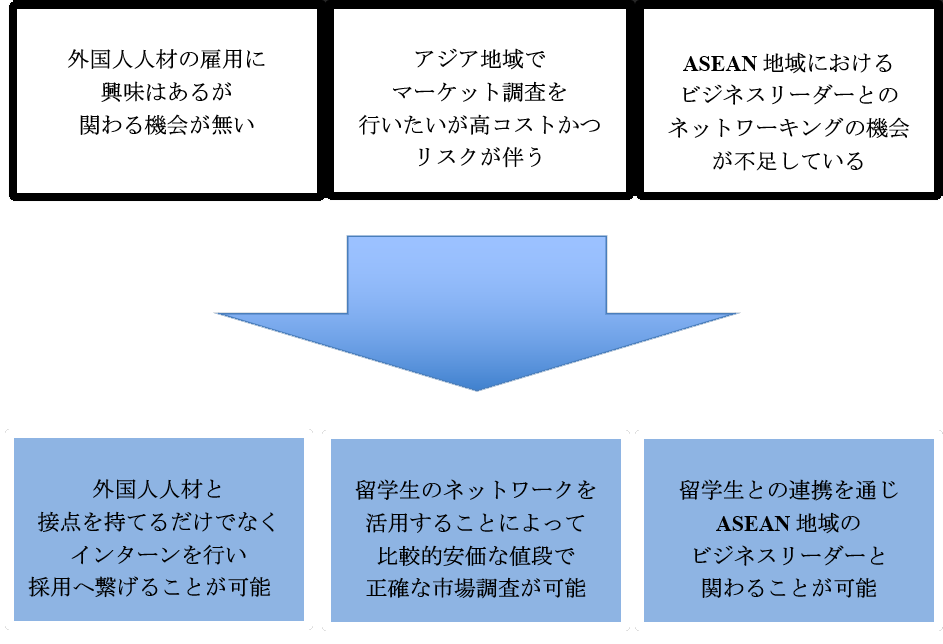 外国人人材の雇用に
興味はあるが
関わる機会が無い
アジア地域で
マーケット調査を
行いたいが高コストかつ
リスクが伴う
ASEAN 地域における
ビジネスリーダーとの
ネットワーキングの機会
が不足している
外国人人材と
接点を持てるだけでなく
インターンを行い
採用へ繋げることが可能
留学生のネットワークを
活用することによって
比較的安価な値段で
正確な市場調査が可能
留学生との連携を通じ
ASEAN 地域の
ビジネスリーダーと
関わることが可能